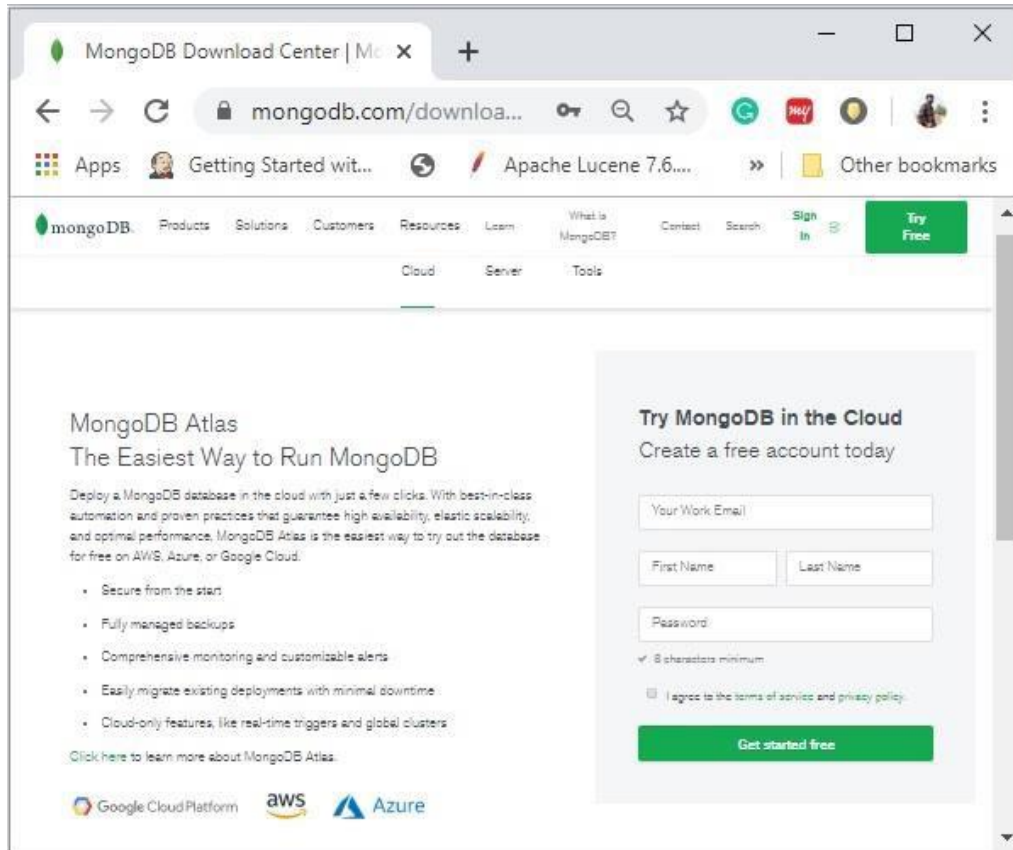 MongoDB Download Center | Mo
mongodb.com/downloa...
Apps Getting Started wit... Apache Lucene 7.6.... » Other bookmarks
mongoDB. Products Solutions Customers Resources Learn What is MongoDB? Contact Search Sign In Try Free
Cloud Server Tools
MongoDB Atlas
The Easiest Way to Run MongoDB
Deploy a MongoDB database in the cloud with just a few clicks. With best-in-class
automation and proven practices that guarantee high availability, elastic scalability,
and optimal performance, MongoDB Atlas is the easiest way to try out the database
for free on AWS, Azure, or Google Cloud.
• Secure from the start
• Fully managed backups
• Comprehensive monitoring and customizable alerts
• Easily migrate existing deployments with minimal downtime
• Cloud-only features, like real-time triggers and global clusters
Click here to learn more about MongoDB Atlas.
Google Cloud Platform aws Azure
Try MongoDB in the Cloud
Create a free account today
Your Work Email
First Name Last Name
Password
8 characters minimum
I agree to the terms of service and privacy policy.
Get started free